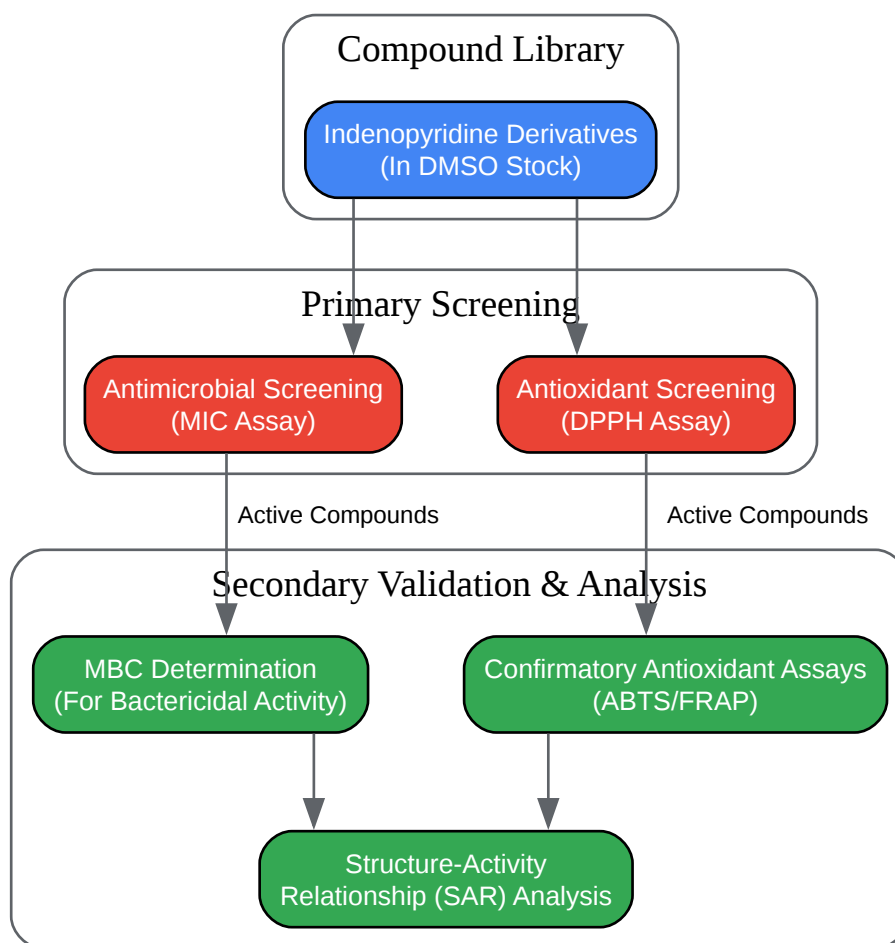 Compound Library
Indenopyridine Derivatives
(In DMSO Stock)
Primary Screening
Antimicrobial Screening
(MIC Assay)
Antioxidant Screening
(DPPH Assay)
Active Compounds
Active Compounds
Secondary Validation & Analysis
MBC Determination
(For Bactericidal Activity)
Confirmatory Antioxidant Assays
(ABTS/FRAP)
Structure-Activity
Relationship (SAR) Analysis